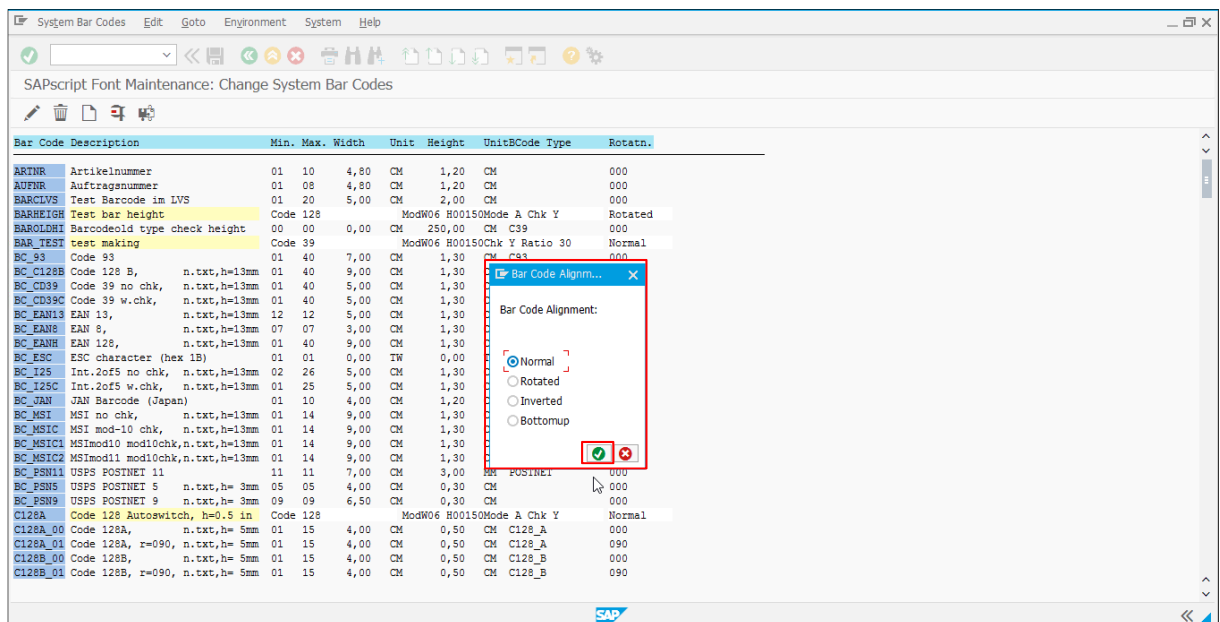 System Bar Codes Edit Goto Environment System Help
SAPscript Font Maintenance: Change System Bar Codes
Bar Code Description Min. Max. Width Unit Height UnitBCode Type Rotatn.
ARTNR Artikelnummer 01 10 4,80 CM 1,20 CM 000
AUFNR Auftragsnummer 01 08 4,80 CM 1,20 CM 000
BARCLVS Test Barcode im LVS 01 20 5,00 CM 2,00 CM 000
BARHEIGH Test bar height Code 128 ModW06 H00150Mode A Chk Y Rotated
BAROLDHI Barcodeold type check height 00 00 0,00 CM 250,00 CM C39 000
BAR_TEST test making Code 39 ModW06 H00150Chk Y Ratio 30 Normal
BC_93 Code 93 01 40 7,00 CM 1,30 CM C93 000
BC_C128B Code 128 B, n.txt,h=13mm 01 40 9,00 CM 1,30
BC_CD39 Code 39 no chk, n.txt,h=13mm 01 40 5,00 CM 1,30
BC_CD39C Code 39 w.chk, n.txt,h=13mm 01 40 5,00 CM 1,30
BC_EAN13 EAN 13, n.txt,h=13mm 12 12 5,00 CM 1,30
BC_EAN8 EAN 8, n.txt,h=13mm 07 07 3,00 CM 1,30
BC_EANH EAN 128, n.txt,h=13mm 01 40 9,00 CM 1,30
BC_ESC ESC character (hex 1B) 01 01 0,00 TW 0,00
BC_I25 Int.2of5 no chk, n.txt,h=13mm 02 26 5,00 CM 1,30
BC_I25C Int.2of5 w.chk, n.txt,h=13mm 01 25 5,00 CM 1,30
BC_JAN JAN Barcode (Japan) 01 10 4,00 CM 1,20
BC_MSI MSI no chk, n.txt,h=13mm 01 14 9,00 CM 1,30
BC_MSIC MSI mod-10 chk, n.txt,h=13mm 01 14 9,00 CM 1,30
BC_MSIC1 MSImod10 mod10chk,n.txt,h=13mm 01 14 9,00 CM 1,30
BC_MSIC2 MSImod11 mod10chk,n.txt,h=13mm 01 14 9,00 CM 1,30
BC_PSN11 USPS POSTNET 11 11 11 7,00 CM 3,00 MM POSTNET 000
BC_PSN5 USPS POSTNET 5 n.txt,h= 3mm 05 05 4,00 CM 0,30 CM 000
BC_PSN9 USPS POSTNET 9 n.txt,h= 3mm 09 09 6,50 CM 0,30 CM 000
C128A Code 128 Autoswitch, h=0.5 in Code 128 ModW06 H00150Mode A Chk Y Normal
C128A_00 Code 128A, n.txt,h= 5mm 01 15 4,00 CM 0,50 CM C128_A 000
C128A_01 Code 128A, r=090, n.txt,h= 5mm 01 15 4,00 CM 0,50 CM C128_A 090
C128B_00 Code 128B, n.txt,h= 5mm 01 15 4,00 CM 0,50 CM C128_B 000
C128B_01 Code 128B, r=090, n.txt,h= 5mm 01 15 4,00 CM 0,50 CM C128_B 090
Bar Code Alignm...
Bar Code Alignment:
Normal
Rotated
Inverted
Bottomup
SAP